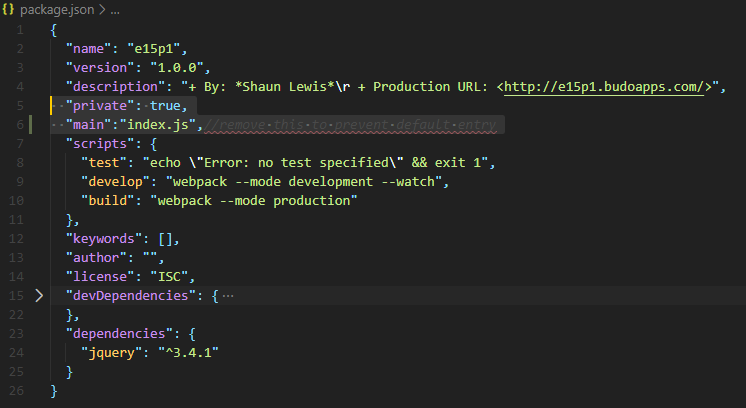 {} package.json > ...
1 {
2 "name": "e15p1",
3 "version": "1.0.0",
4 "description": "+ By: *Shaun Lewis*\r + Production URL: <http://e15p1.budoapps.com/>",
5 "private": true,
6 "main":"index.js",//remove this to prevent default entry
7 "scripts": {
8 "test": "echo \"Error: no test specified\" && exit 1",
9 "develop": "webpack --mode development --watch",
10 "build": "webpack --mode production"
11 },
12 "keywords": [],
13 "author": "",
14 "license": "ISC",
15 "devDependencies": { ...
22 },
23 "dependencies": {
24 "jquery": "^3.4.1"
25 }
26 }